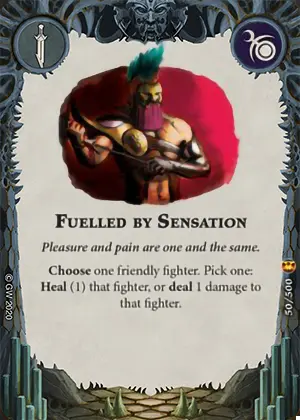 FUELLED BY SENSATION
Pleasure and pain are one and the same.
Choose one friendly fighter. Pick one:
Heal (1) that fighter, or deal 1 damage to
that fighter.
© GW 2020
50/500